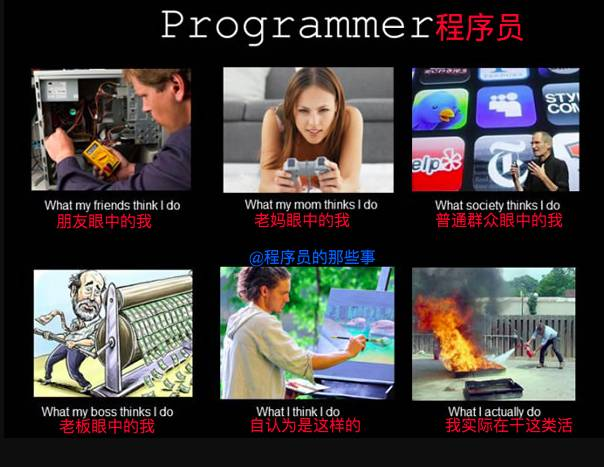 Programmer程序员
What my friends think I do
朋友眼中的我
What my mom thinks I do
老妈眼中的我
What society thinks I do
普通群众眼中的我
@程序员的那些事
What my boss thinks I do
老板眼中的我
What I think I do
自认为是这样的
What I actually do
我实际在干这类活